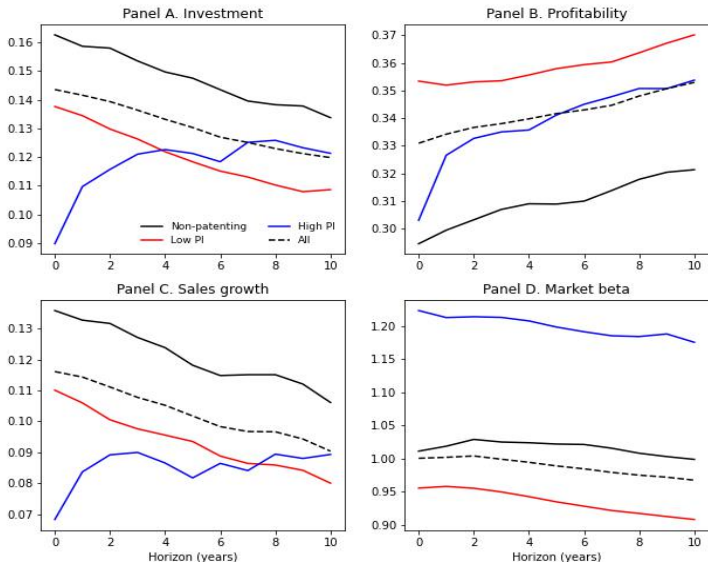 Panel A. Investment
0.16
0.15
0.14
0.13
0.12
0.11
0.10
0.09
Non-patenting
Low PI
High PI
All
0 2 4 6 8 10
Panel B. Profitability
0.37
0.36
0.35
0.34
0.33
0.32
0.31
0.30
0 2 4 6 8 10
Panel C. Sales growth
0.13
0.12
0.11
0.10
0.09
0.08
0.07
0 2 4 6 8 10
Horizon (years)
Panel D. Market beta
1.20
1.15
1.10
1.05
1.00
0.95
0.90
0 2 4 6 8 10
Horizon (years)